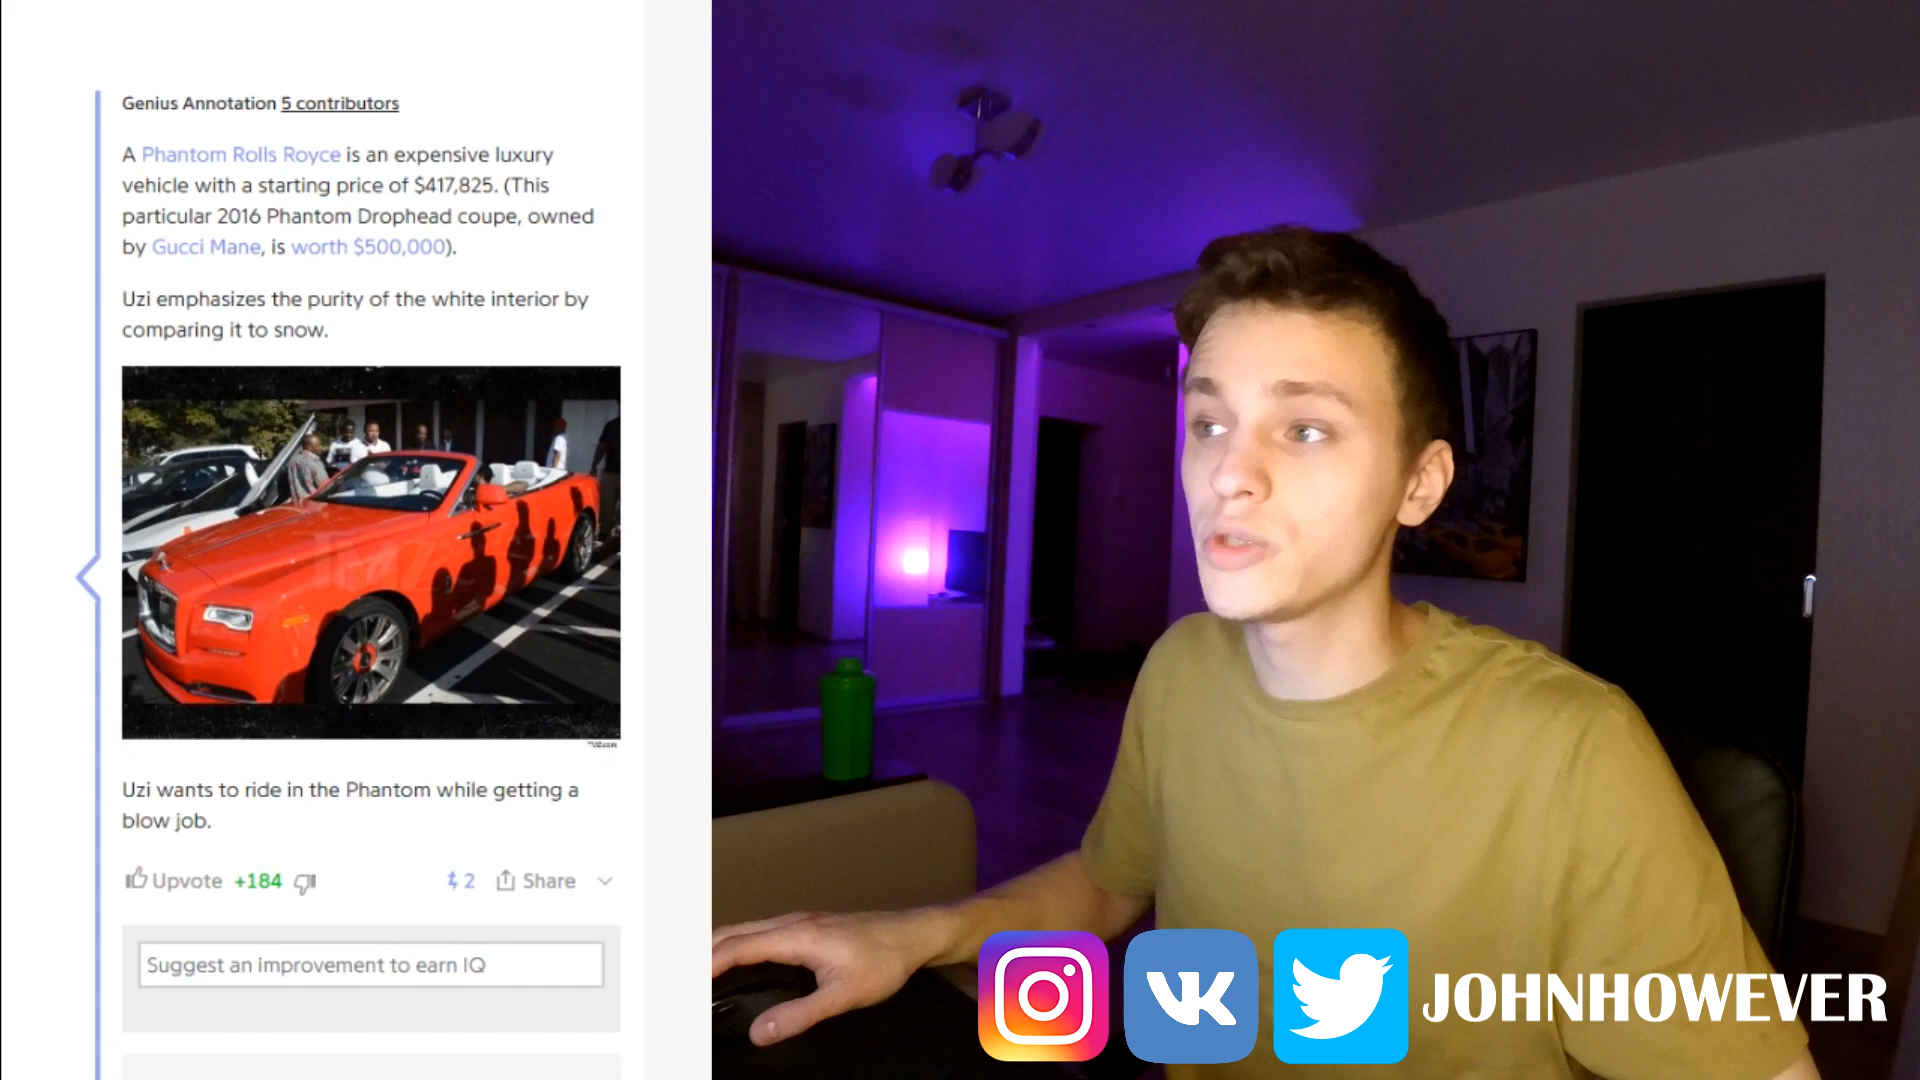 Genius Annotation 5 contributors
A Phantom Rolls Royce is an expensive luxury
vehicle with a starting price of $417,825. (This
particular 2016 Phantom Drophead coupe, owned
by Gucci Mane, is worth $500,000).
Uzi emphasizes the purity of the white interior by
comparing it to snow.
TMZ
Uzi wants to ride in the Phantom while getting a
blow job.
Upvote +184 2 Share
Suggest an improvement to earn IQ
JOHNHOWEVER